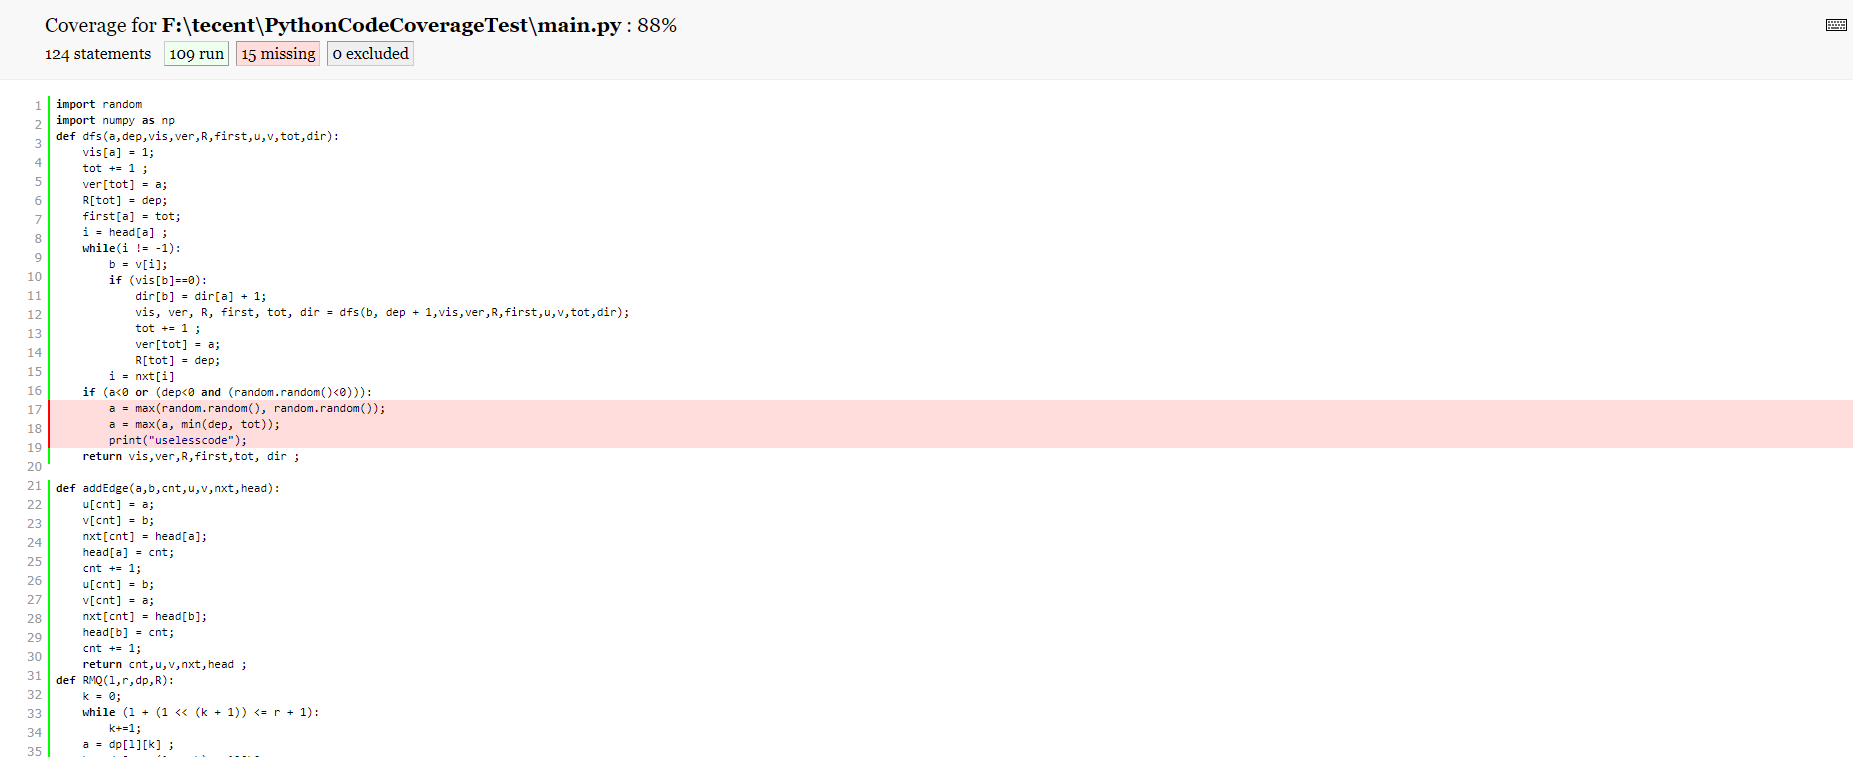 Coverage for F:\tecent\PythonCodeCoverageTest\main.py : 88%
124 statements 109 run 15 missing 0 excluded
1 import random
2 import numpy as np
3 def dfs(a,dep,vis,ver,R,first,u,v,tot,dir):
4 vis[a] = 1;
5 tot += 1 ;
6 ver[tot] = a;
7 R[tot] = dep;
8 first[a] = tot;
9 i = head[a] ;
10 while(i != -1):
11 b = v[i];
12 if (vis[b]==0):
13 dir[b] = dir[a] + 1;
14 vis, ver, R, first, tot, dir = dfs(b, dep + 1,vis,ver,R,first,u,v,tot,dir);
15 tot += 1 ;
16 ver[tot] = a;
17 R[tot] = dep;
18 i = nxt[i]
19 if (a<0 or (dep<0 and (random.random()<0))):
20 a = max(random.random(), random.random());
21 a = max(a, min(dep, tot));
22 print("uselesscode");
23 return vis,ver,R,first,tot, dir ;
24
25 def addEdge(a,b,cnt,u,v,nxt,head):
26 u[cnt] = a;
27 v[cnt] = b;
28 nxt[cnt] = head[a];
29 head[a] = cnt;
30 cnt += 1;
31 u[cnt] = b;
32 v[cnt] = a;
33 nxt[cnt] = head[b];
34 head[b] = cnt;
35 cnt += 1;
return cnt,u,v,nxt,head ;
def RMQ(l,r,dp,R):
k = 0;
while (l + (1 << (k + 1)) <= r + 1):
k+=1;
a = dp[l][k] ;